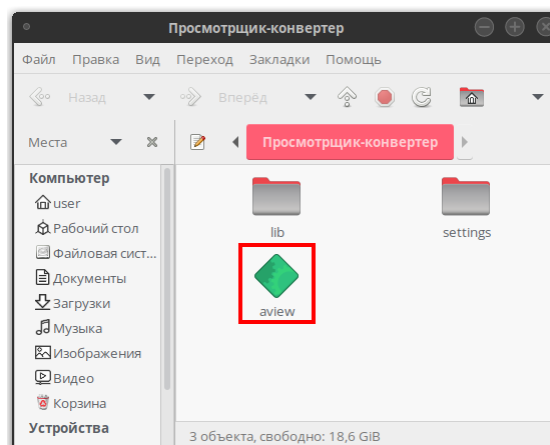 Просмотрщик-конвертер
Файл Правка Вид Переход Закладки Помощь
Назад Вперёд
Места Просмотрщик-конвертер
Компьютер
user
Рабочий стол
Файловая сист...
Документы
Загрузки
Музыка
Изображения
Видео
Корзина
Устройства
lib settings
aview
3 объекта, свободно: 18,6 GiB